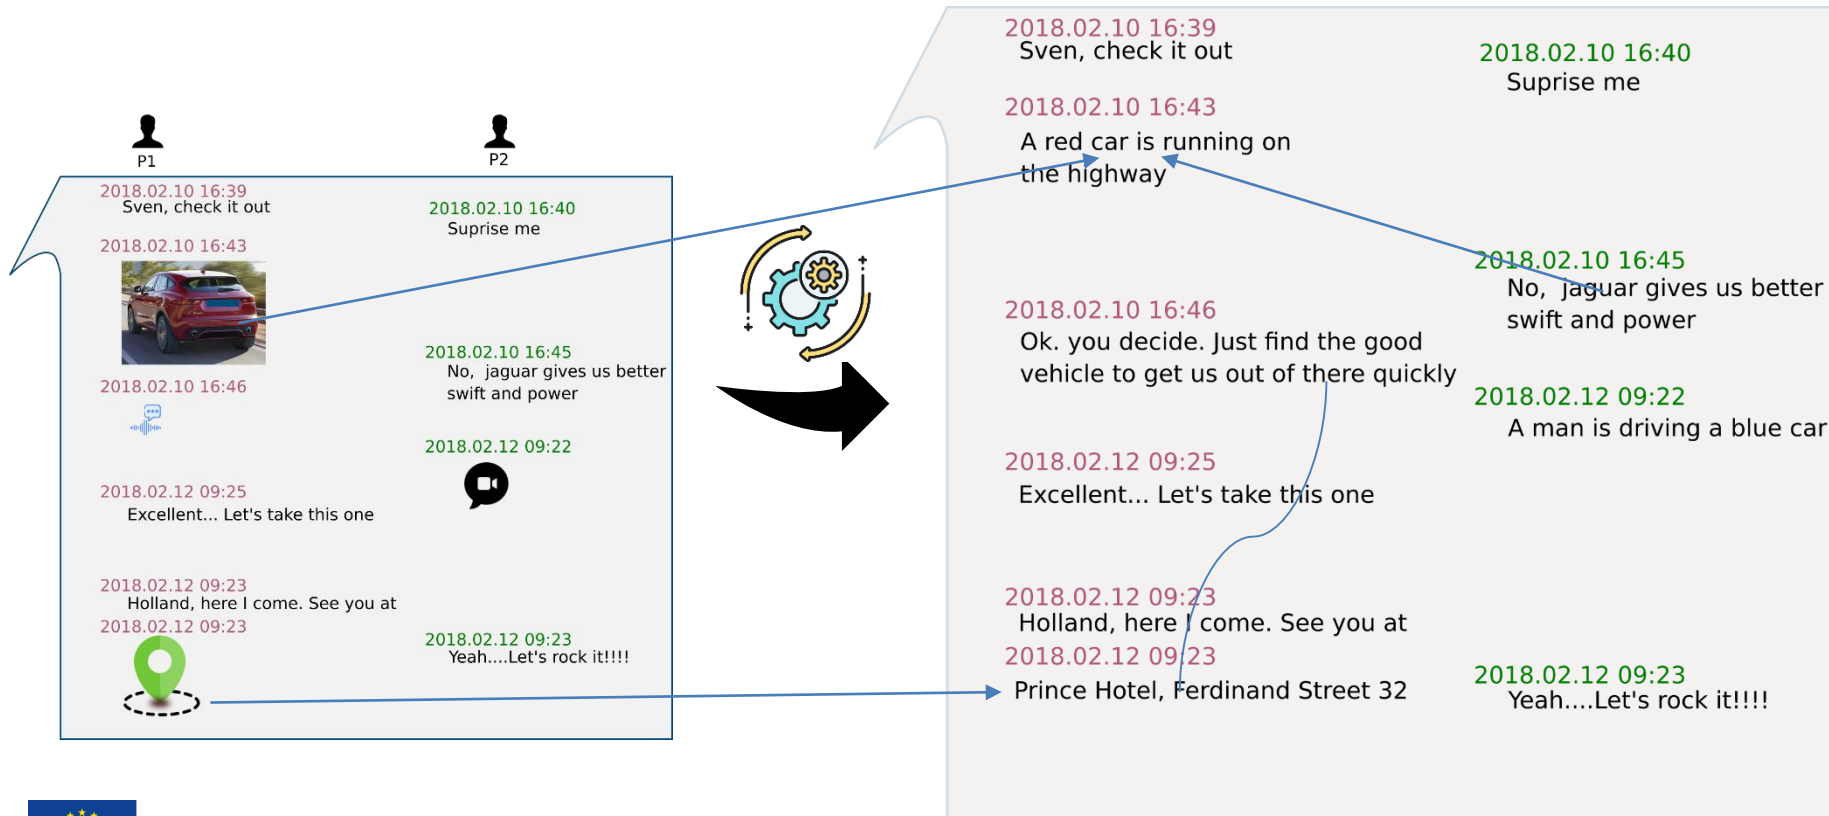 P1
P2
2018.02.10 16:39
Sven, check it out
2018.02.10 16:40
Suprise me
2018.02.10 16:43
2018.02.10 16:45
No, jaguar gives us better
swift and power
2018.02.10 16:46
2018.02.12 09:22
2018.02.12 09:25
Excellent... Let's take this one
2018.02.12 09:23
Holland, here I come. See you at
2018.02.12 09:23
2018.02.12 09:23
Yeah....Let's rock it!!!!
2018.02.10 16:39
Sven, check it out
2018.02.10 16:40
Suprise me
2018.02.10 16:43
A red car is running on
the highway
2018.02.10 16:45
No, jaguar gives us better
swift and power
2018.02.10 16:46
Ok. you decide. Just find the good
vehicle to get us out of there quickly
2018.02.12 09:22
A man is driving a blue car
2018.02.12 09:25
Excellent... Let's take this one
2018.02.12 09:23
Holland, here I come. See you at
2018.02.12 09:23
Prince Hotel, Ferdinand Street 32
2018.02.12 09:23
Yeah....Let's rock it!!!!